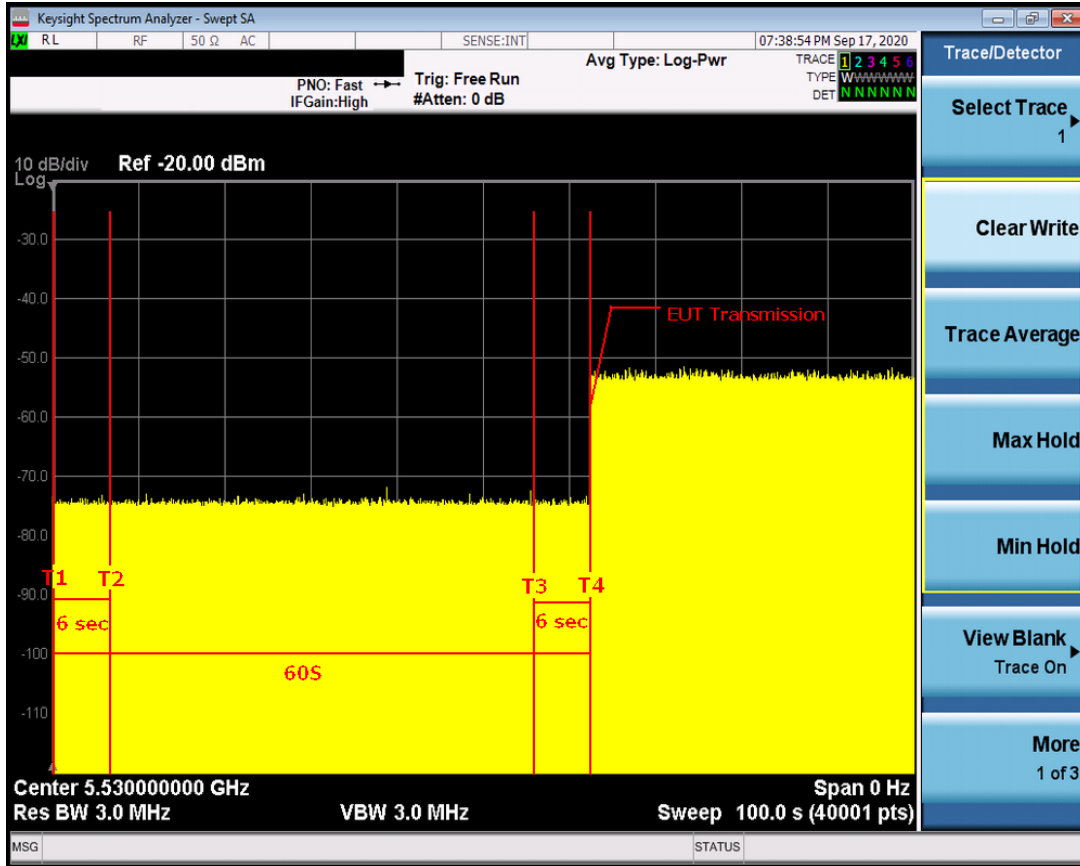 Keysight Spectrum Analyzer - Swept SA
LXI RL RF 50 Ω AC SENSE:INT 07:38:54 PM Sep 17, 2020
Avg Type: Log-Pwr
TRACE 1 2 3 4 5 6
PNO: Fast Trig: Free Run
TYPE WWWWWW
IFGain:High #Atten: 0 dB
DET N N N N N N
10 dB/div Ref -20.00 dBm
Log
-30.0
-40.0
-50.0
-60.0
-70.0
-80.0
-90.0
-100
-110
EUT Transmission
T1 T2 T3 T4
6 sec 6 sec
60S
Center 5.530000000 GHz Span 0 Hz
Res BW 3.0 MHz VBW 3.0 MHz Sweep 100.0 s (40001 pts)
MSG STATUS
Trace/Detector
Select Trace
1
Clear Write
Trace Average
Max Hold
Min Hold
View Blank
Trace On
More
1 of 3